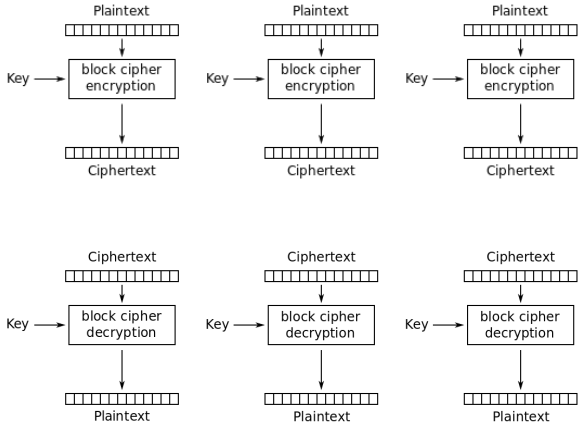 Plaintext Plaintext Plaintext
Key block cipher encryption Key block cipher encryption Key block cipher encryption
Ciphertext Ciphertext Ciphertext
Ciphertext Ciphertext Ciphertext
Key block cipher decryption Key block cipher decryption Key block cipher decryption
Plaintext Plaintext Plaintext